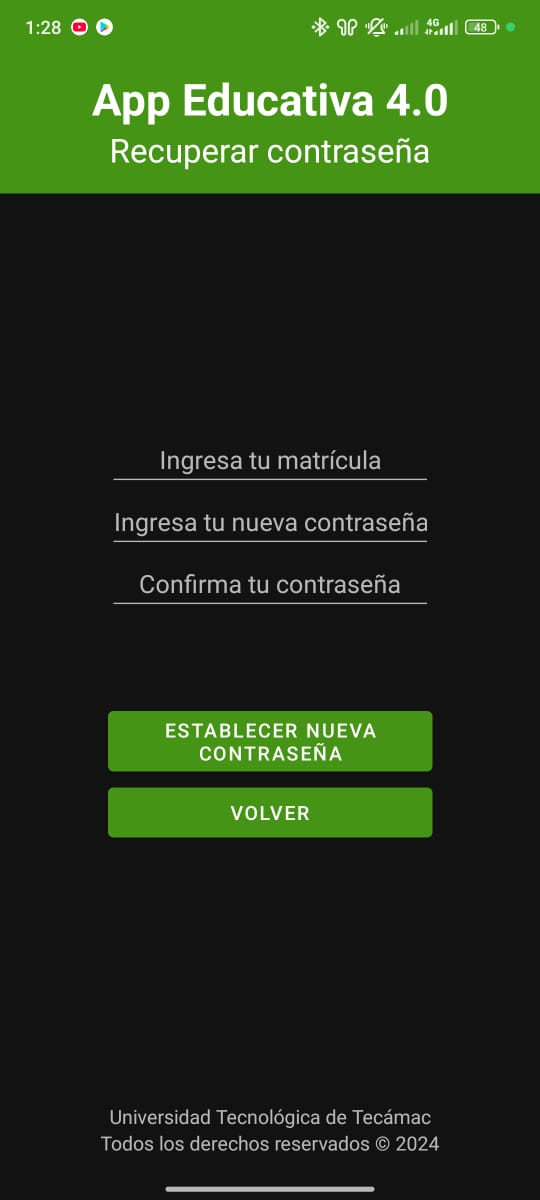 1:28
4G
48
App Educativa 4.0
Recuperar contraseña
Ingresa tu matrícula
Ingresa tu nueva contraseña
Confirma tu contraseña
ESTABLECER NUEVA
CONTRASEÑA
VOLVER
Universidad Tecnológica de Tecámac
Todos los derechos reservados © 2024